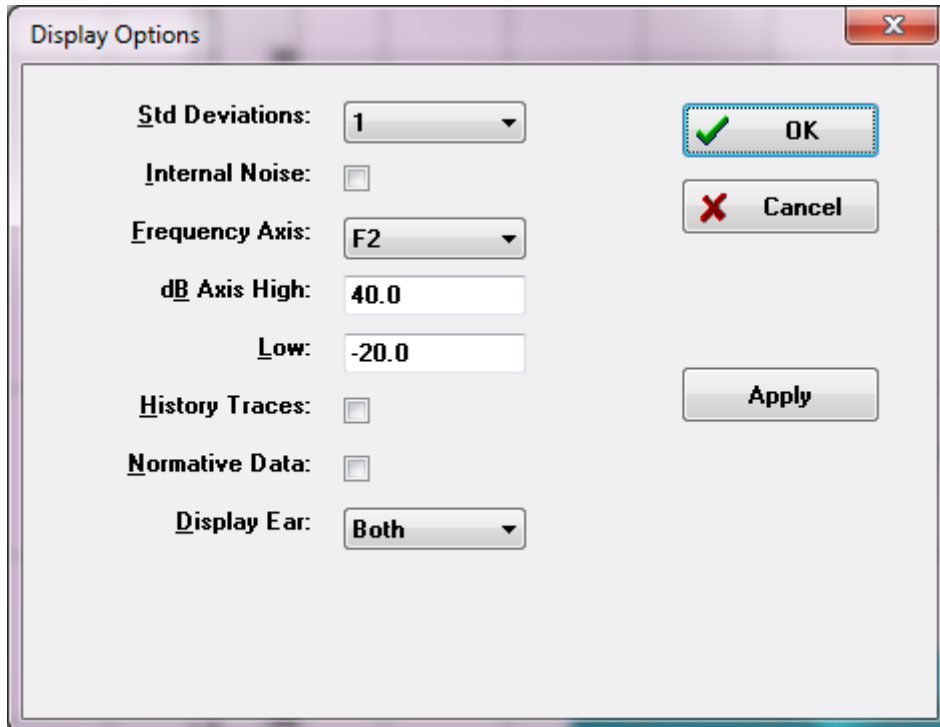 Display Options
Std Deviations: 1
OK
Internal Noise:
Cancel
Frequency Axis: F2
dB Axis High: 40.0
Low: -20.0
History Traces:
Apply
Normative Data:
Display Ear: Both